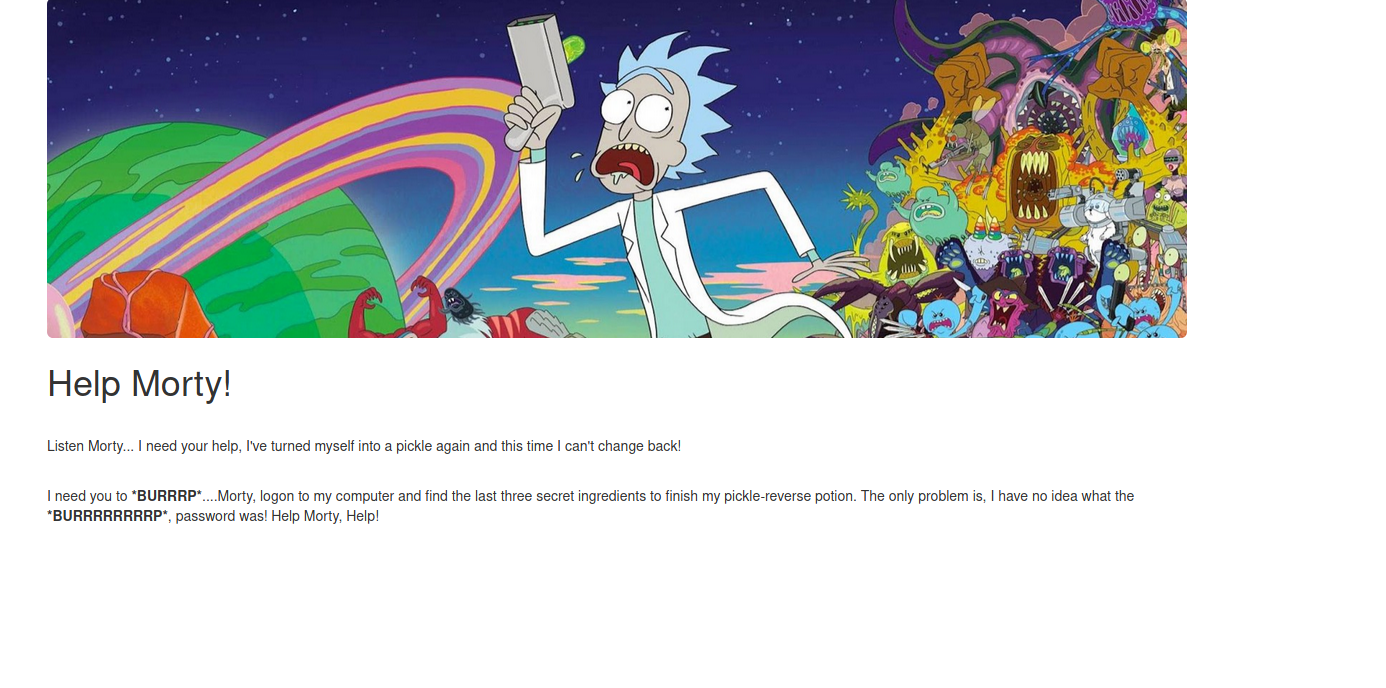 Help Morty!
Listen Morty... I need your help, I've turned myself into a pickle again and this time I can't change back!
I need you to *BURRRP*....Morty, logon to my computer and find the last three secret ingredients to finish my pickle-reverse potion. The only problem is, I have no idea what the
*BURRRRRRRRP*, password was! Help Morty, Help!